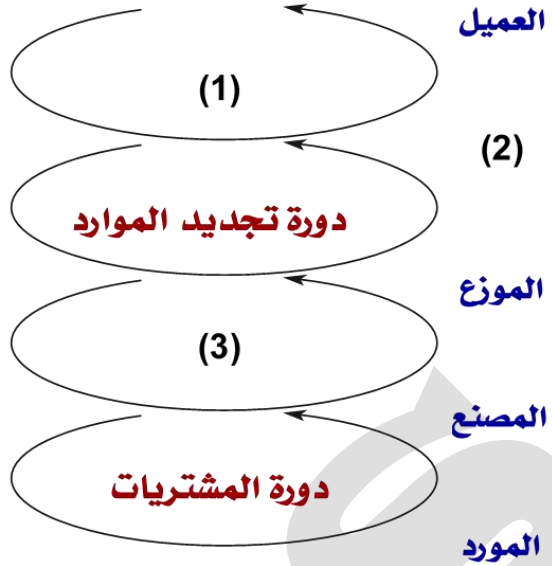 العميل
(1)
(2)
دورة تجديد الموارد
الموزع
(3)
المصنع
دورة المشتريات
المورد